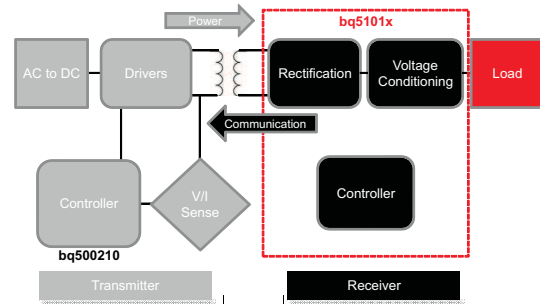 Power
bq5101x
AC to DC
Drivers
Rectification
Voltage
Conditioning
Load
Communication
Controller
V/I
Sense
Controller
bq500210
Transmitter
Receiver